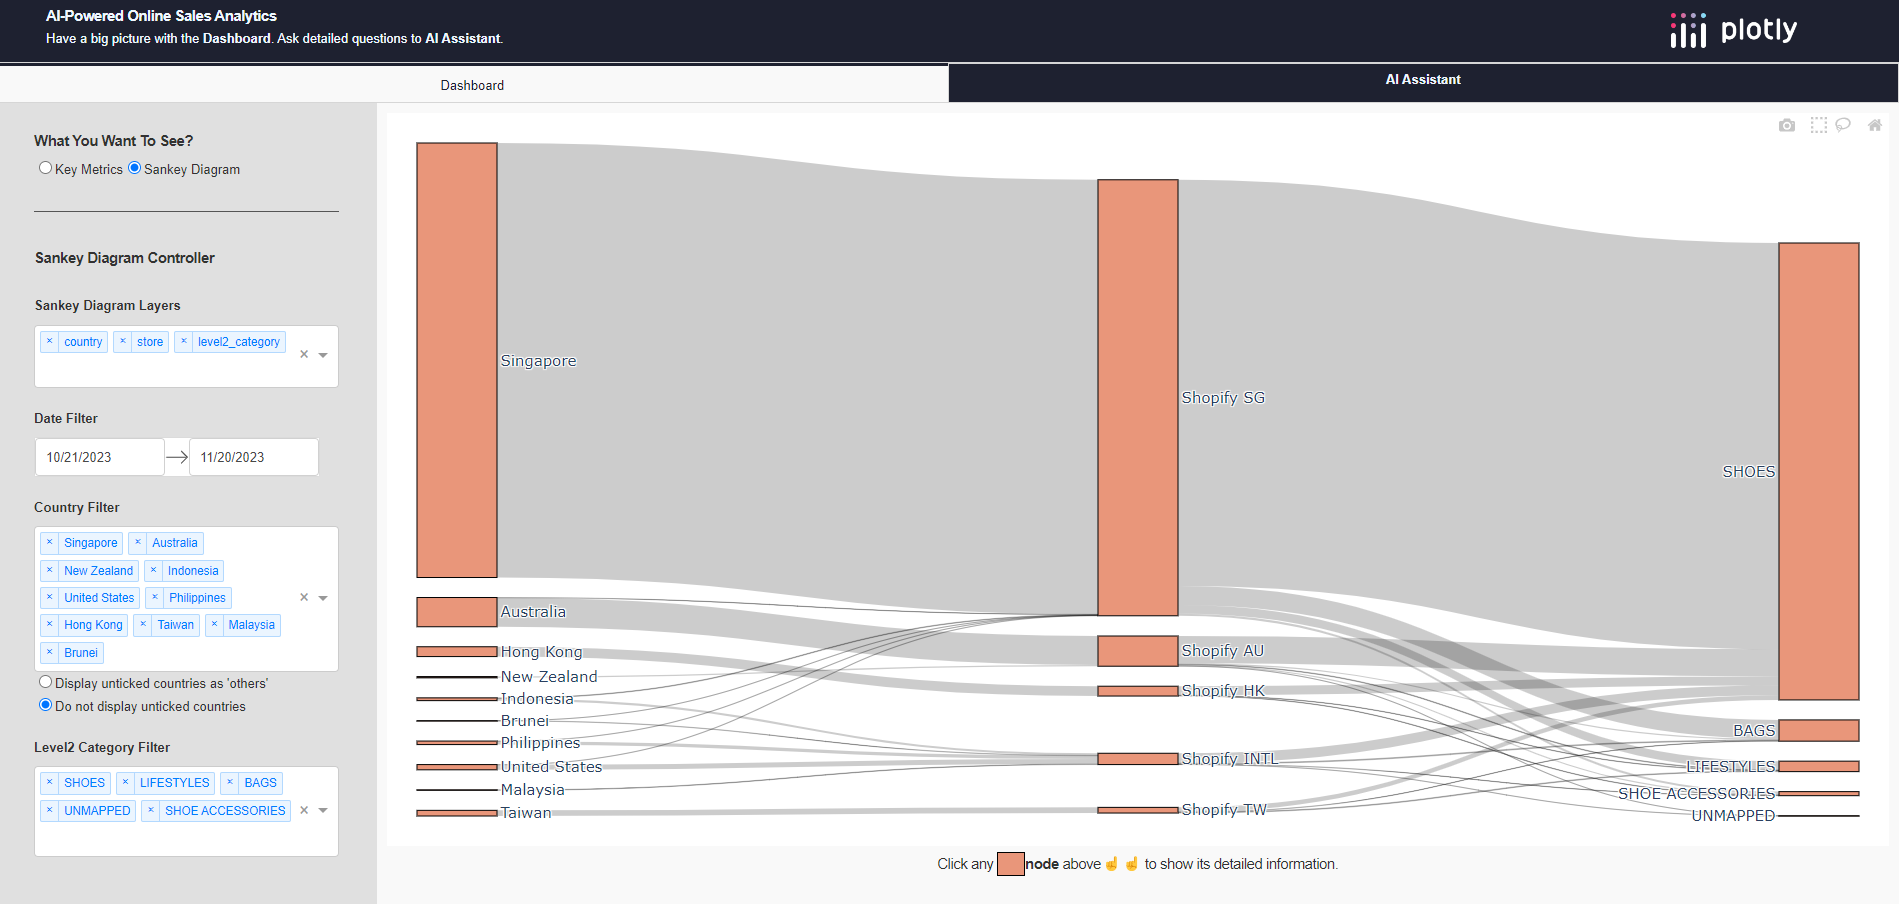 AI-Powered Online Sales Analytics
Have a big picture with the Dashboard. Ask detailed questions to AI Assistant.
plotly
Dashboard
AI Assistant
What You Want To See?
Key Metrics Sankey Diagram
Sankey Diagram Controller
Sankey Diagram Layers
× country × store × level2_category ×
Date Filter
10/21/2023 → 11/20/2023
Country Filter
× Singapore × Australia
× New Zealand × Indonesia
× United States × Philippines ×
× Hong Kong × Taiwan × Malaysia
× Brunei
Display unticked countries as 'others'
Do not display unticked countries
Level2 Category Filter
× SHOES × LIFESTYLES × BAGS
× UNMAPPED × SHOE ACCESSORIES ×
Singapore
Australia
Hong Kong
New Zealand
Indonesia
Brunei
Philippines
United States
Malaysia
Taiwan
Shopify SG
Shopify AU
Shopify HK
Shopify INTL
Shopify TW
SHOES
BAGS
LIFESTYLES
SHOE ACCESSORIES
UNMAPPED
Click any node above ☝ ☝ to show its detailed information.